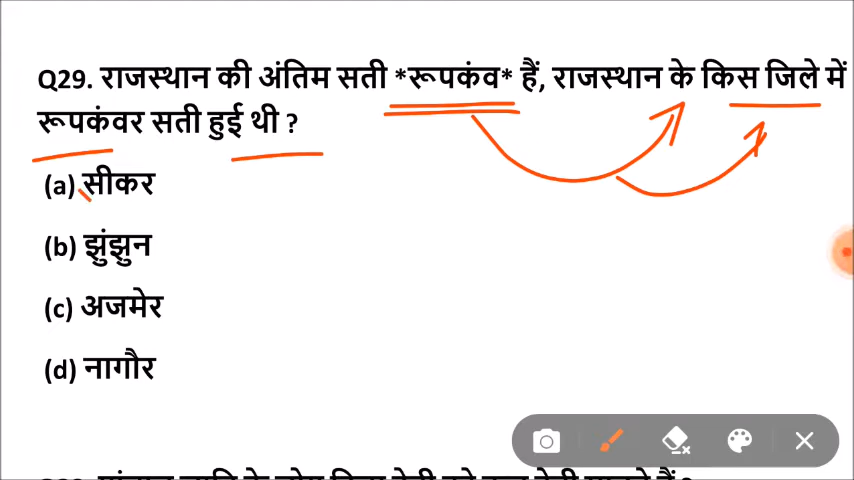 Q29. राजस्थान की अंतिम सती *रूपकंव* हैं, राजस्थान के किस जिले में
रूपकंवर सती हुई थी ?
(a) सीकर
(b) झुंझुन
(c) अजमेर
(d) नागौर